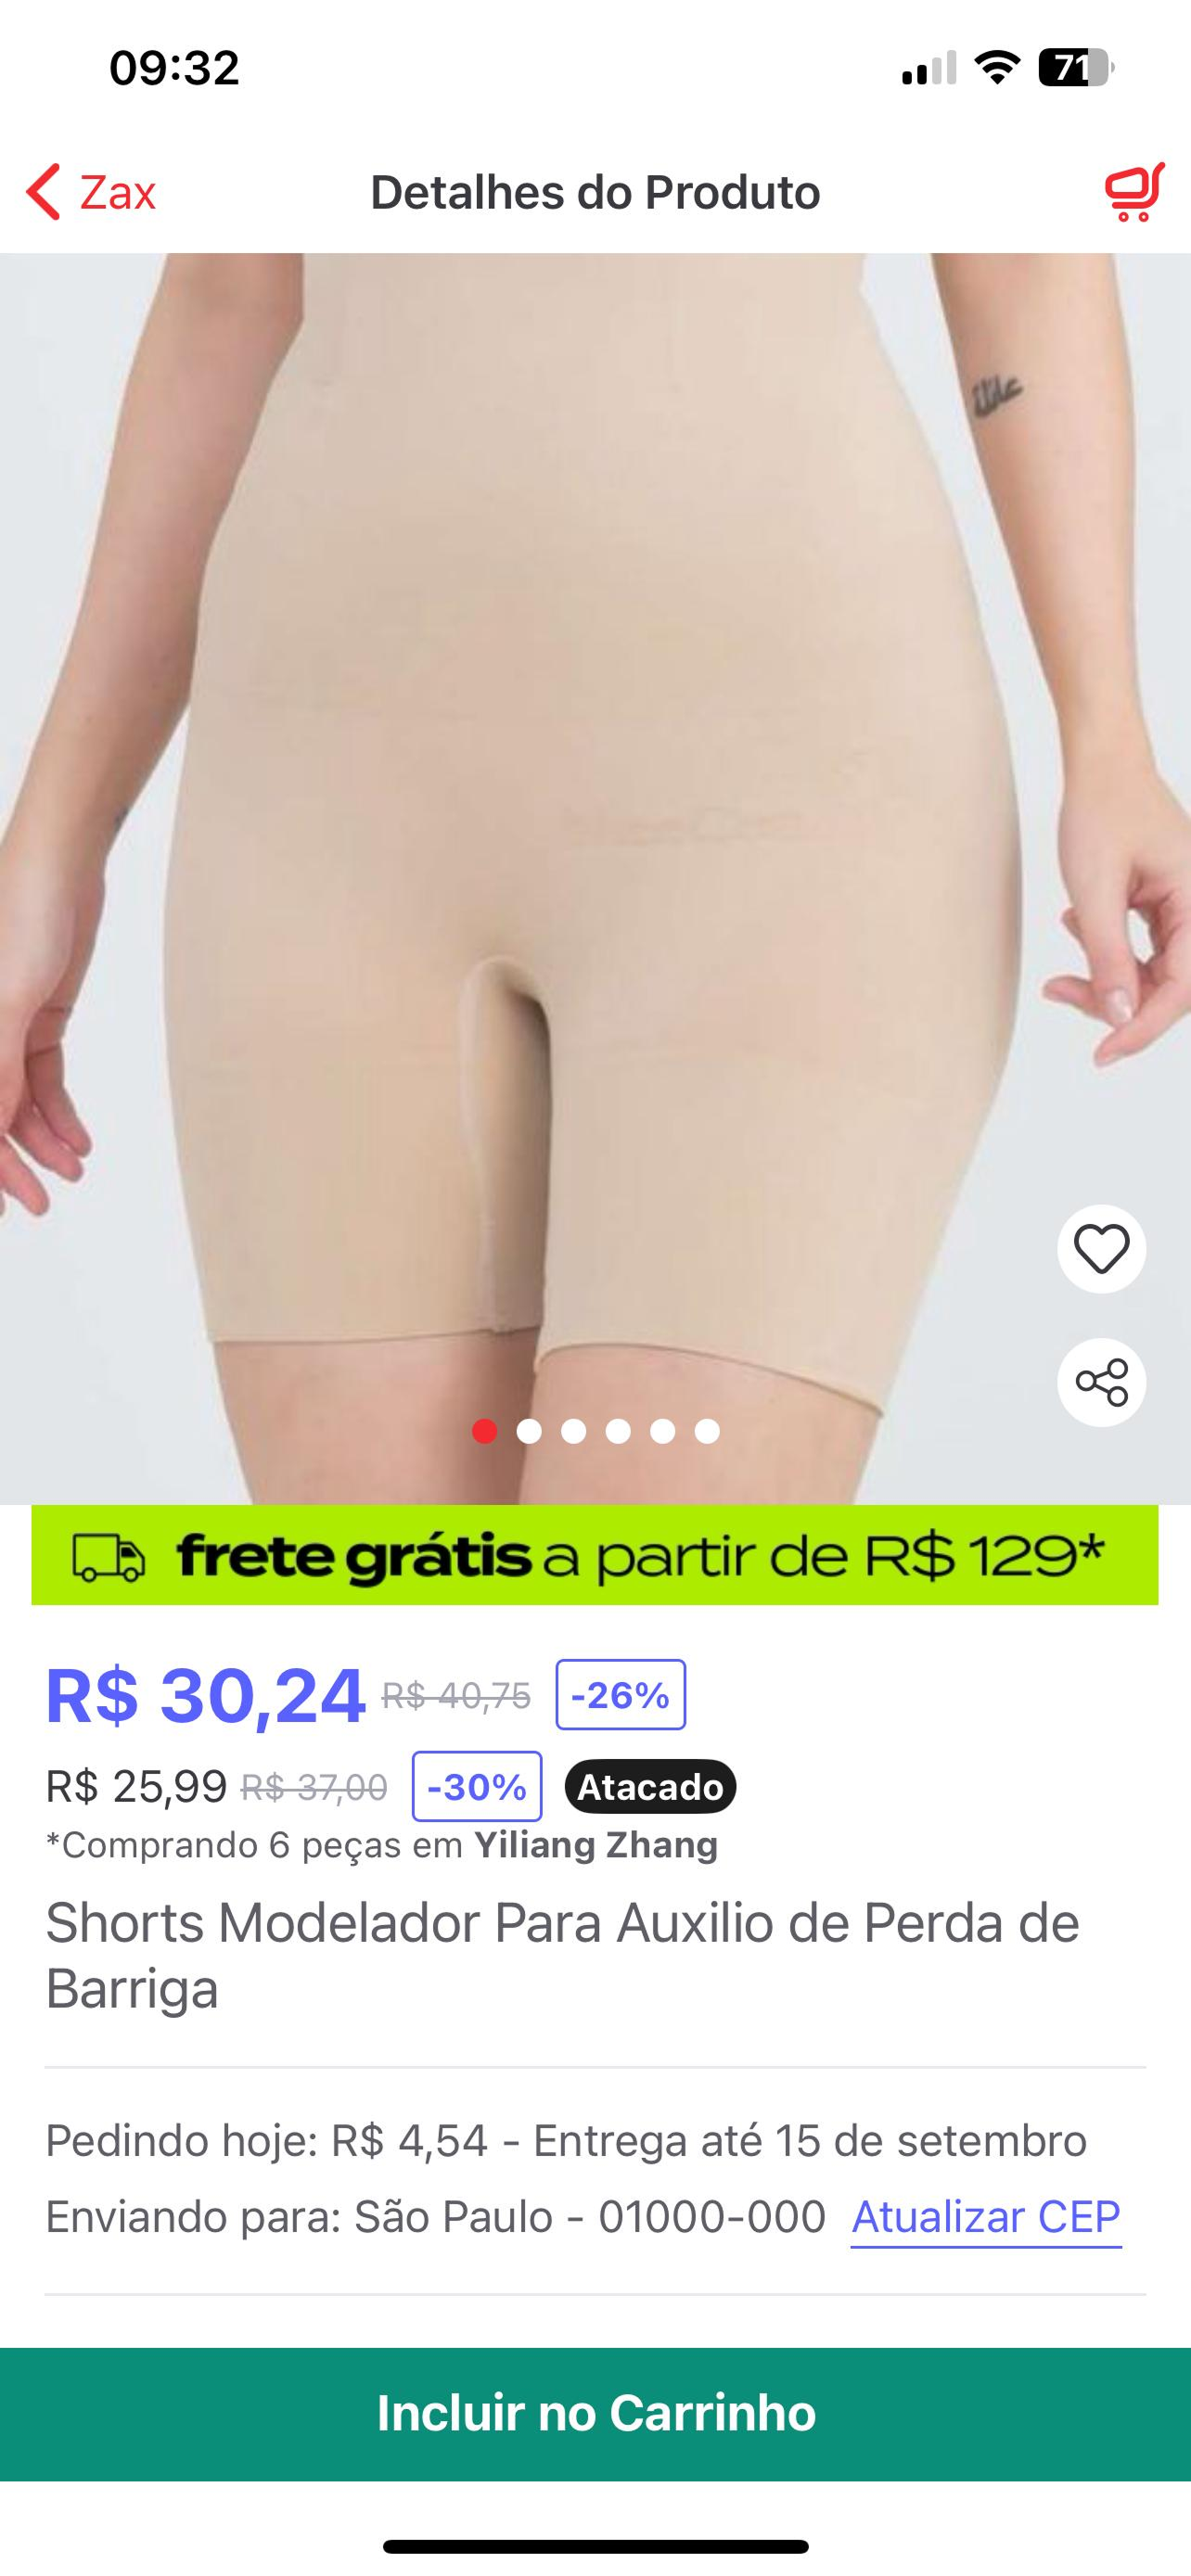 09:32
71
Zax
Detalhes do Produto
frete grátis a partir de R$ 129*
R$ 30,24 R$ 40,75 -26%
R$ 25,99 R$ 37,00 -30% Atacado
*Comprando 6 peças em Yiliang Zhang
Shorts Modelador Para Auxilio de Perda de
Barriga
Pedindo hoje: R$ 4,54 - Entrega até 15 de setembro
Enviando para: São Paulo - 01000-000 Atualizar CEP
Incluir no Carrinho